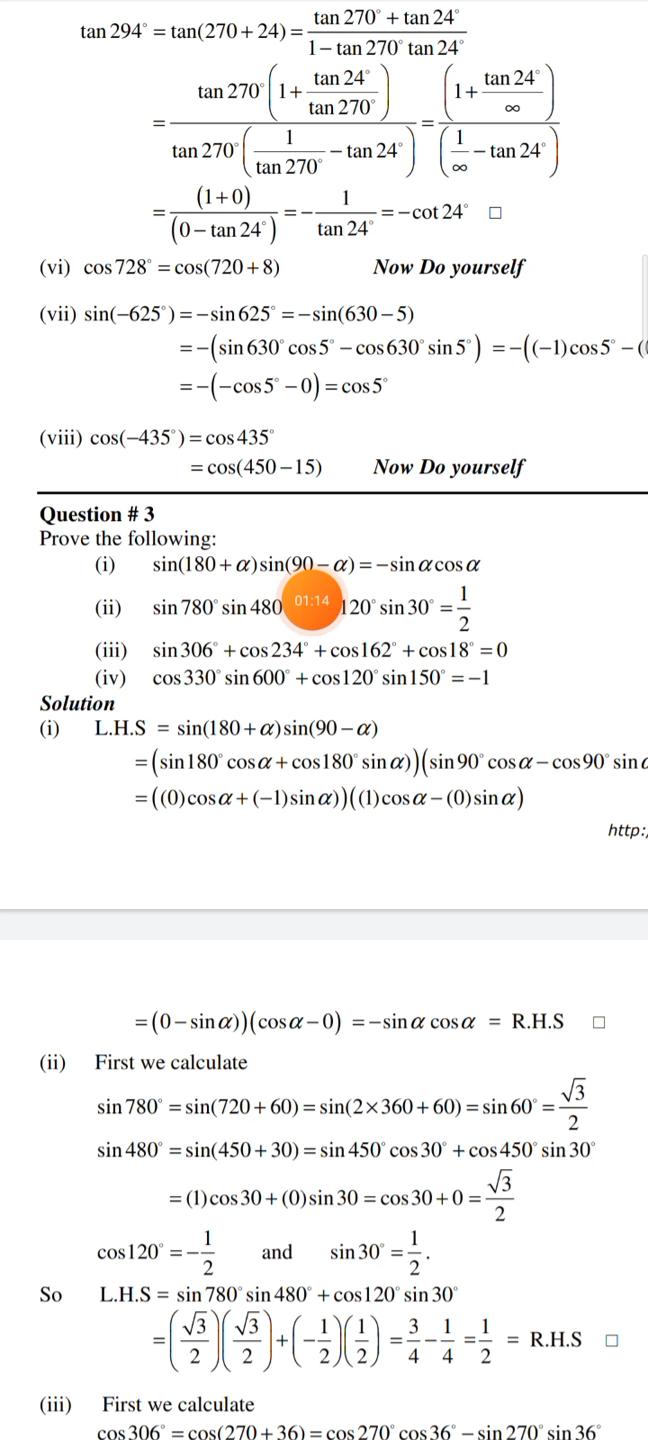 tan 294° = tan(270 + 24) = (tan 270° + tan 24°) / (1 − tan 270° tan 24°)
= tan 270° (1 + tan 24° / tan 270°) / tan 270° (1 / tan 270° − tan 24°) = (1 + tan 24° / ∞) / (1/∞ − tan 24°)
= (1+0) / (0 − tan 24°) = − 1 / tan 24° = −cot 24° □
(vi) cos 728° = cos(720 + 8) Now Do yourself
(vii) sin(−625°) = −sin 625° = −sin(630 − 5)
= −(sin 630° cos 5° − cos 630° sin 5°) = −((−1)cos 5° − (
= −(−cos 5° − 0) = cos 5°
(viii) cos(−435°) = cos 435°
= cos(450 − 15) Now Do yourself
Question # 3
Prove the following:
(i) sin(180 + α) sin(90 − α) = −sin α cos α
(ii) sin 780° sin 480 01:14 120° sin 30° = 1/2
(iii) sin 306° + cos 234° + cos 162° + cos 18° = 0
(iv) cos 330° sin 600° + cos 120° sin 150° = −1
Solution
(i) L.H.S = sin(180 + α) sin(90 − α)
= (sin 180° cos α + cos 180° sin α))(sin 90° cos α − cos 90° sin
= ((0) cos α + (−1) sin α))((1) cos α − (0) sin α)
http:/
= (0 − sin α))(cos α − 0) = −sin α cos α = R.H.S □
(ii) First we calculate
sin 780° = sin(720 + 60) = sin(2×360 + 60) = sin 60° = √3/2
sin 480° = sin(450 + 30) = sin 450° cos 30° + cos 450° sin 30°
= (1) cos 30 + (0) sin 30 = cos 30 + 0 = √3/2
cos 120° = −1/2 and sin 30° = 1/2 .
So L.H.S = sin 780° sin 480° + cos 120° sin 30°
= (√3/2)(√3/2) + (−1/2)(1/2) = 3/4 − 1/4 = 1/2 = R.H.S □
(iii) First we calculate
cos 306° = cos(270 + 36) = cos 270° cos 36° − sin 270° sin 36°